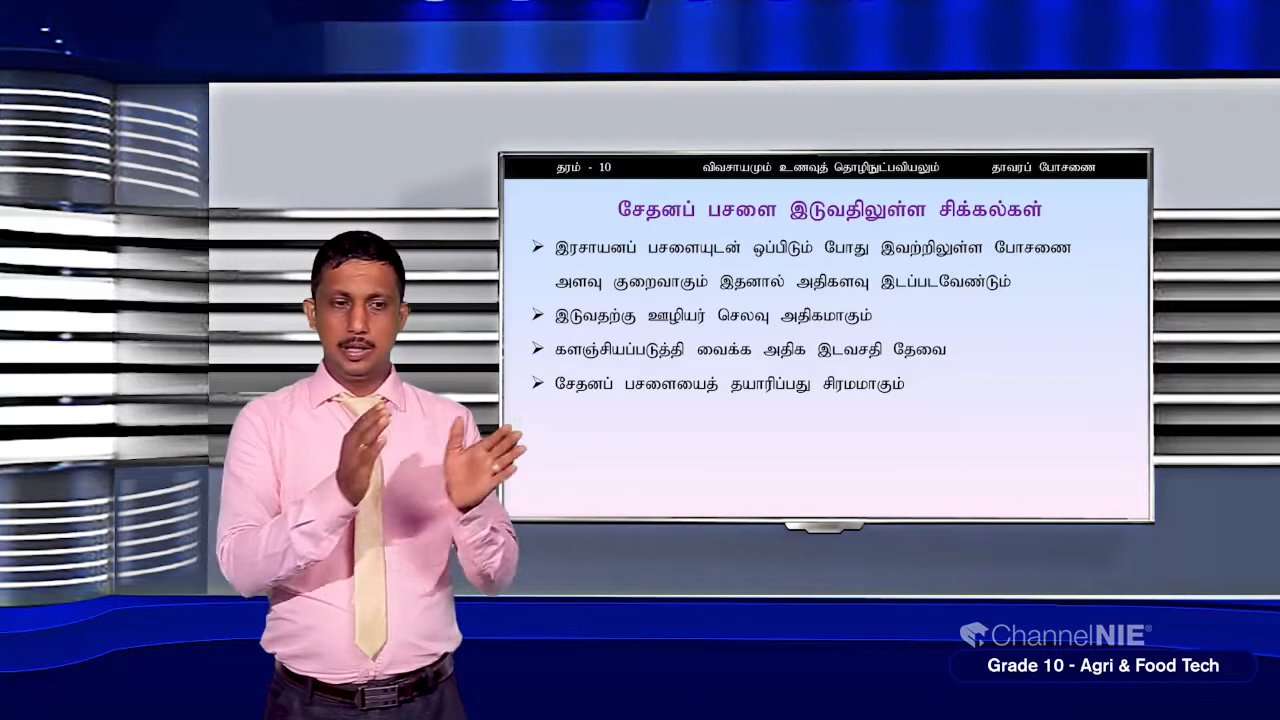 தரம் - 10 விவசாயமும் உணவுத் தொழிநுட்பவியலும் தாவரப் போசணை
சேதனப் பசளை இடுவதிலுள்ள சிக்கல்கள்
➢ இரசாயனப் பசளையுடன் ஒப்பிடும் போது இவற்றிலுள்ள போசணை
அளவு குறைவாகும் இதனால் அதிகளவு இடப்படவேண்டும்
➢ இடுவதற்கு ஊழியர் செலவு அதிகமாகும்
➢ களஞ்சியப்படுத்தி வைக்க அதிக இடவசதி தேவை
➢ சேதனப் பசளையைத் தயாரிப்பது சிரமமாகும்
ChannelNIE®
Grade 10 - Agri & Food Tech